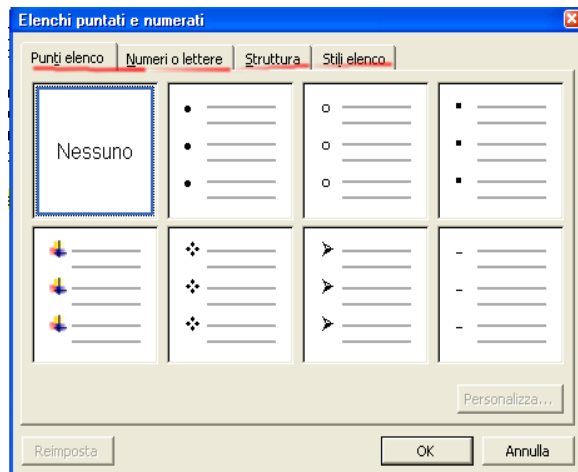 Elenchi puntati e numerati
Punti elenco Numeri o lettere Struttura Stili elenco
Nessuno
Personalizza...
Reimposta OK Annulla